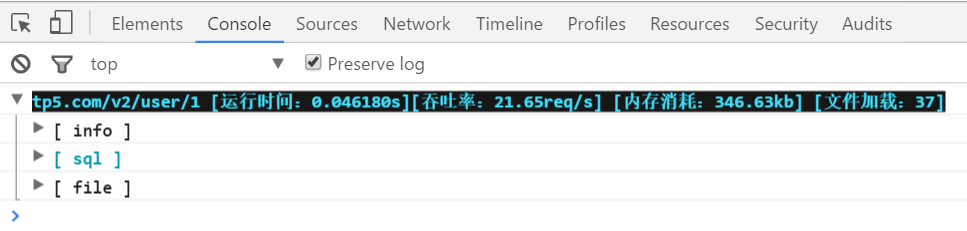 Elements Console Sources Network Timeline Profiles Resources Security Audits
top Preserve log
tp5.com/v2/user/1 [运行时间：0.046180s][吞吐率：21.65req/s] [内存消耗：346.63kb] [文件加载：37]
[ info ]
[ sql ]
[ file ]